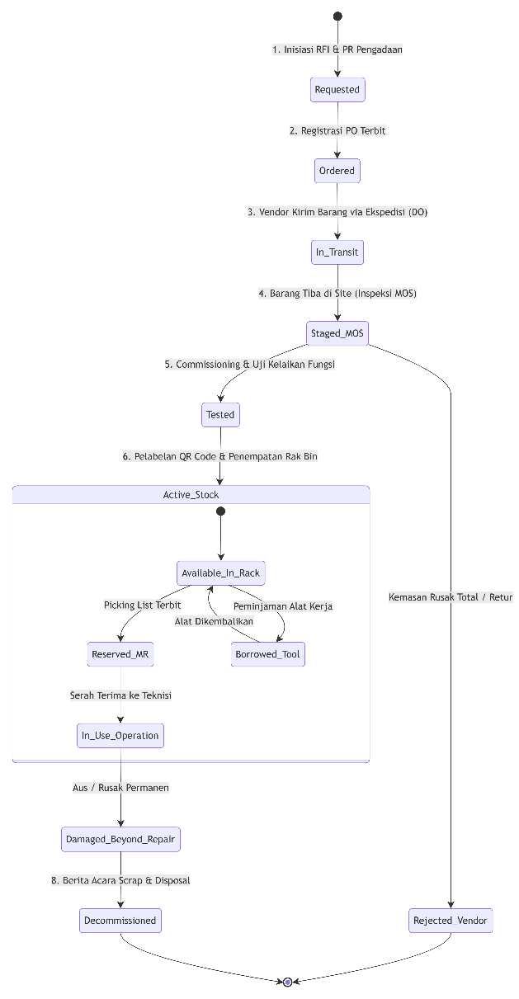 1. Inisiasi RFI & PR Pengadaan
Requested
2. Registrasi PO Terbit
Ordered
3. Vendor Kirim Barang via Ekspedisi (DO)
In_Transit
4. Barang Tiba di Site (Inspeksi MOS)
Staged_MOS
5. Commissioning & Uji Kelaikan Fungsi
Tested
6. Pelabelan QR Code & Penempatan Rak Bin
Active_Stock
Available_In_Rack
Kemasan Rusak Total / Retur
Picking List Terbit
Peminjaman Alat Kerja
Alat Dikembalikan
Reserved_MR
Borrowed_Tool
Serah Terima ke Teknisi
In_Use_Operation
Aus / Rusak Permanen
Damaged_Beyond_Repair
8. Berita Acara Scrap & Disposal
Decommissioned
Rejected_Vendor